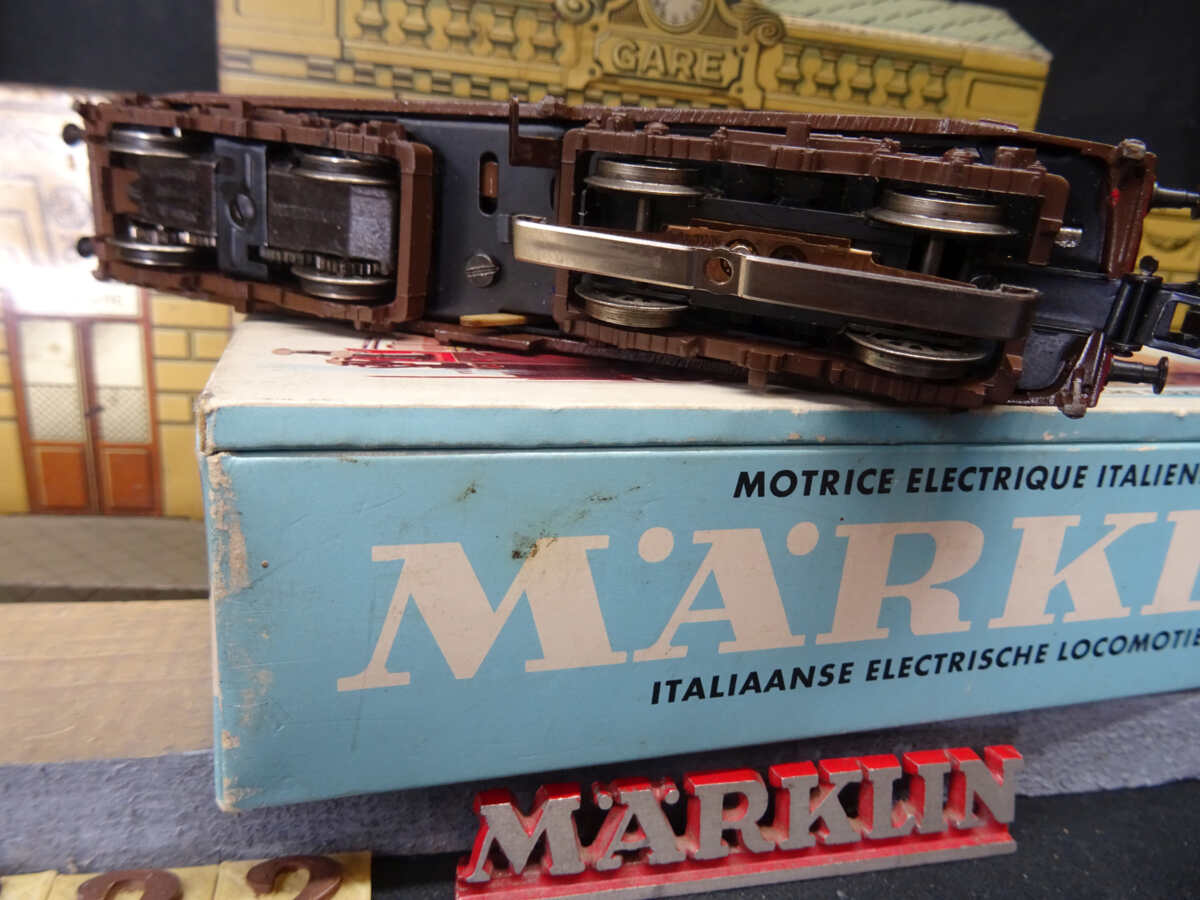 GARE
MOTRICE ELECTRIQUE ITALIEN
MÄRKL
ITALIAANSE ELECTRISCHE LOCOMOTIE
MÄRKLIN